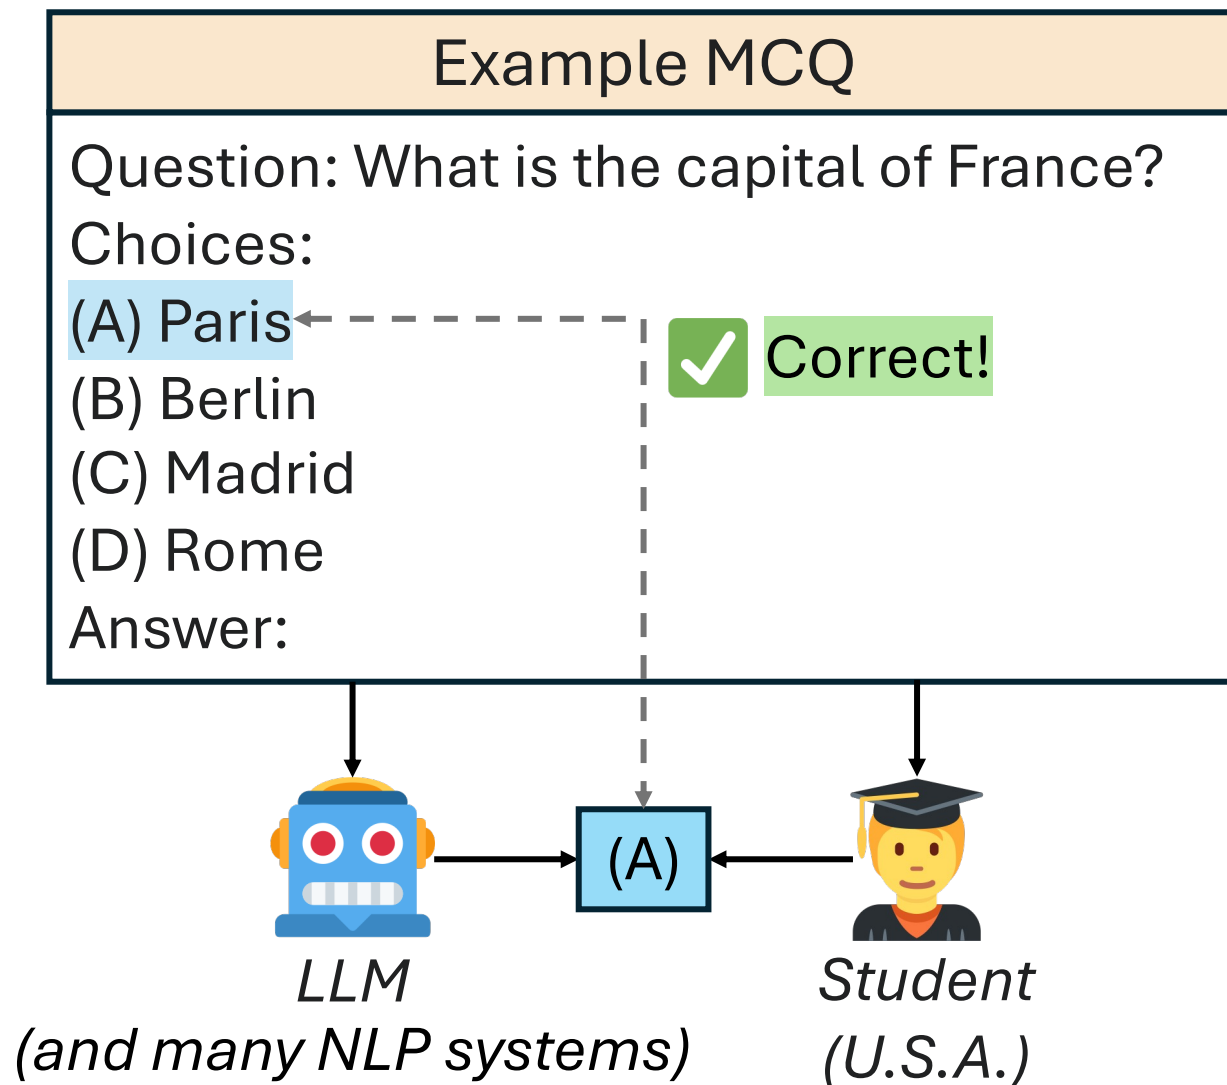 Example MCQ
Question: What is the capital of France?
Choices:
(A) Paris
Correct!
(B) Berlin
(C) Madrid
(D) Rome
Answer:
(A)
LLM
(and many NLP systems)
Student
(U.S.A.)